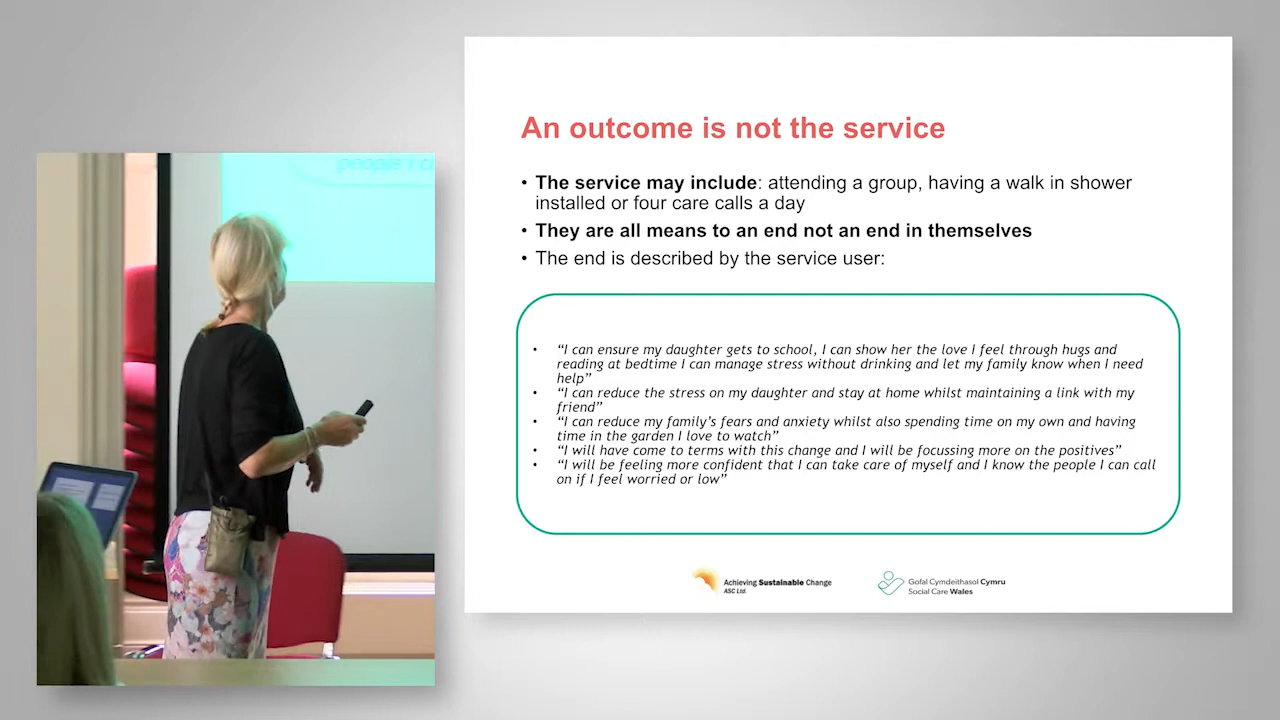 An outcome is not the service
• The service may include: attending a group, having a walk in shower
installed or four care calls a day
• They are all means to an end not an end in themselves
• The end is described by the service user:
• “I can ensure my daughter gets to school, I can show her the love I feel through hugs and
reading at bedtime I can manage stress without drinking and let my family know when I need
help”
• “I can reduce the stress on my daughter and stay at home whilst maintaining a link with my
friend”
• “I can reduce my family’s fears and anxiety whilst also spending time on my own and having
time in the garden I love to watch”
• “I will have come to terms with this change and I will be focussing more on the positives”
• “I will be feeling more confident that I can take care of myself and I know the people I can call
on if I feel worried or low”
Achieving Sustainable Change
ASC Ltd.
Gofal Cymdeithasol Cymru
Social Care Wales
people I c